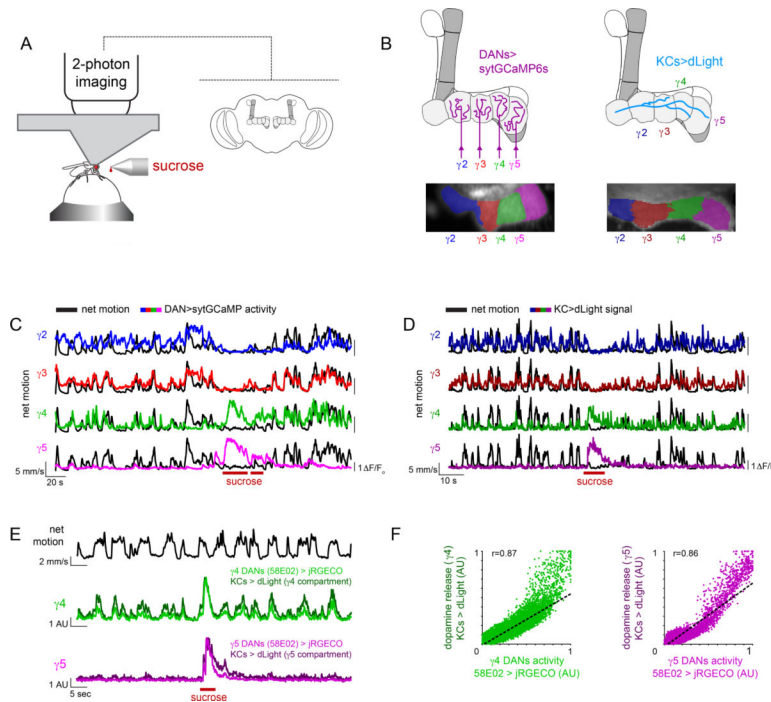 A
2-photon
imaging
sucrose
B
DANs>
sytGCaMP6s
γ2 γ3 γ4 γ5
γ2 γ3 γ4 γ5
KCs>dLight
γ4
γ5
γ2 γ3
γ4
γ2 γ3 γ5
C
net motion DAN>sytGCaMP activity
γ2
γ3
γ4
γ5
net motion
5 mm/s
20 s
sucrose
1 ΔF/F₀
D
net motion KC>dLight signal
γ2
γ3
γ4
γ5
net motion
5 mm/s
10 s
sucrose
1 ΔF/
E
net
motion
2 mm/s
γ4 DANs (58E02) > jRGECO
KCs > dLight (γ4 compartment)
γ4
1 AU
γ5 DANs (58E02) > jRGECO
KCs > dLight (γ5 compartment)
γ5
1 AU
5 sec
sucrose
F
dopamine release (γ4)
KCs > dLight (AU)
1
r=0.87
0
0 1
γ4 DANs activity
58E02 > jRGECO (AU)
dopamine release (γ5)
KCs > dLight (AU)
1
r=0.86
0
0 1
γ5 DANs activity
58E02 > jRGECO (AU)